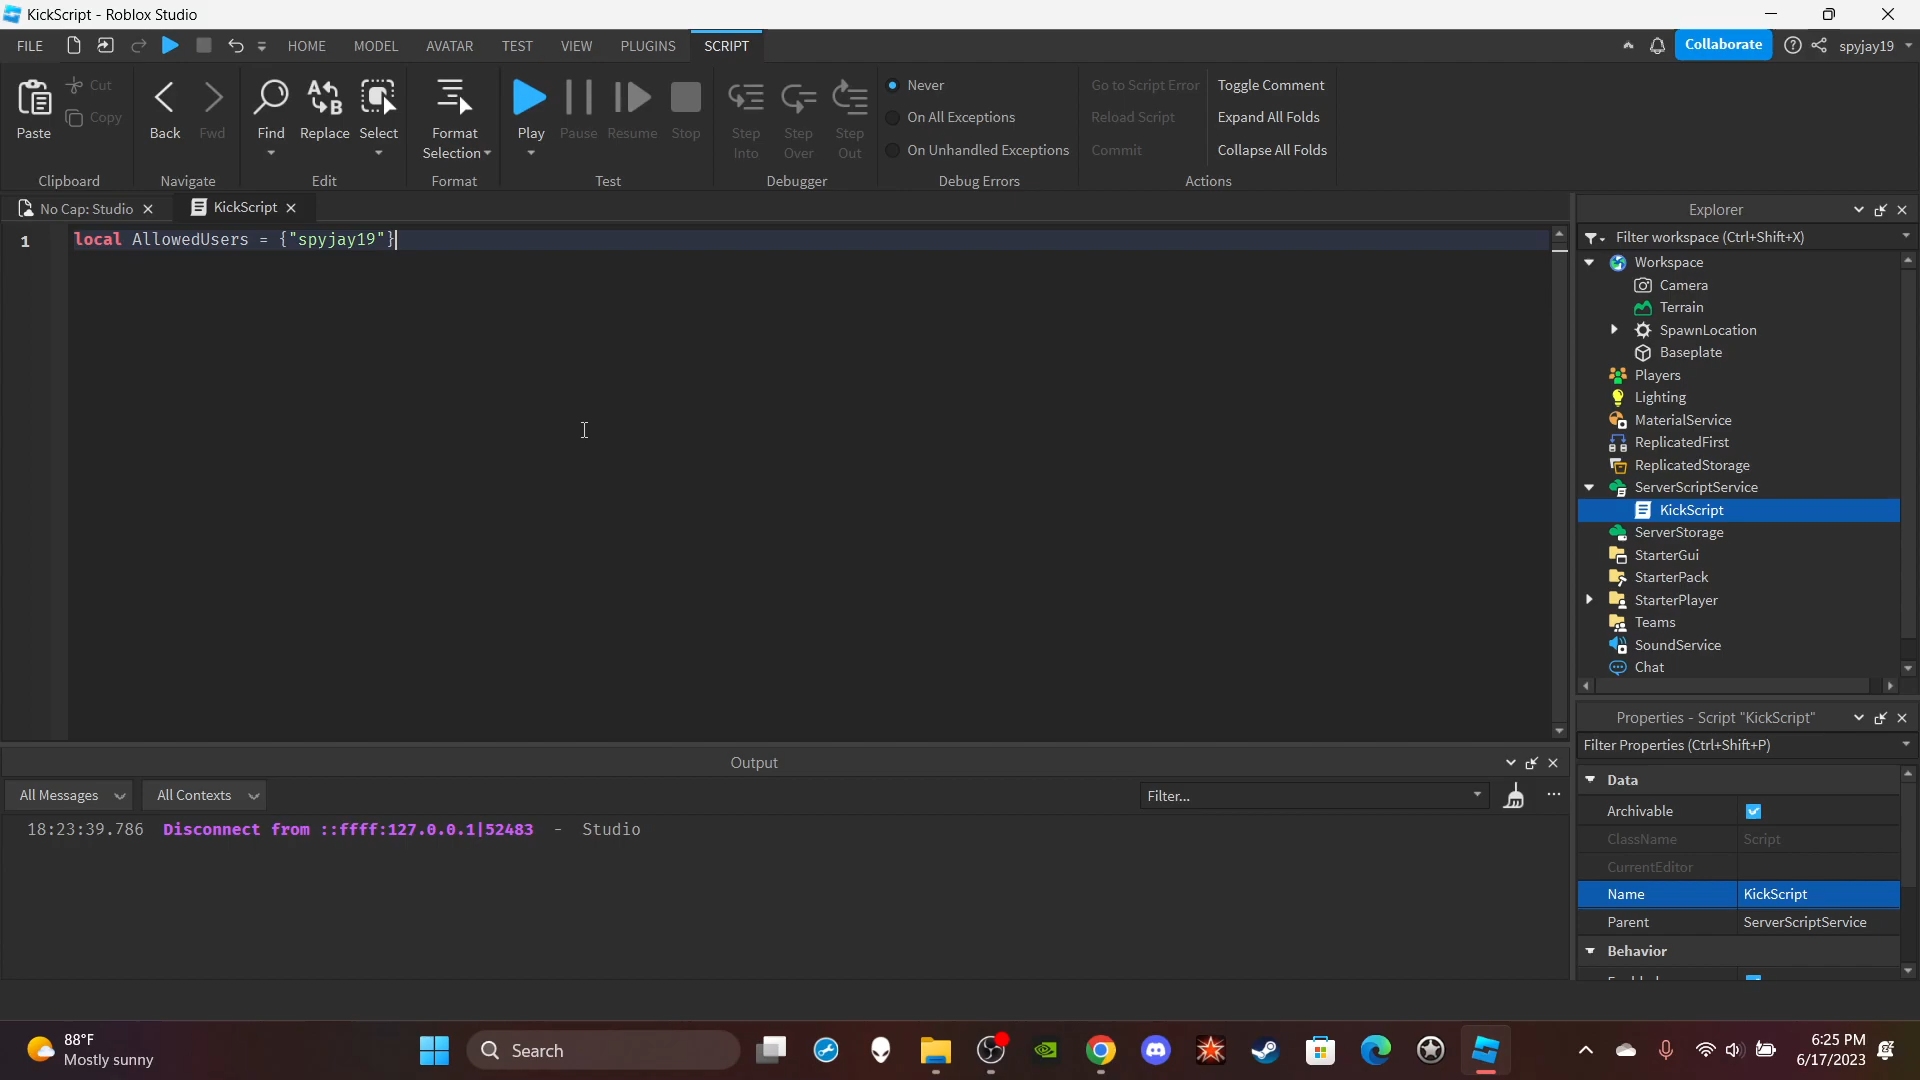 KickScript - Roblox Studio
FILE HOME MODEL AVATAR TEST VIEW PLUGINS SCRIPT Collaborate spyjay19
Paste Cut Copy
Clipboard
Back Fwd
Navigate
Find Replace Select
Edit
Format Selection
Format
Play Pause Resume Stop
Test
Step Into Step Over Step Out
Debugger
Never
On All Exceptions
On Unhandled Exceptions
Debug Errors
Go to Script Error
Reload Script
Commit
Toggle Comment
Expand All Folds
Collapse All Folds
Actions
No Cap: Studio KickScript
1 local AllowedUsers = {"spyjay19"}
Explorer
Filter workspace (Ctrl+Shift+X)
Workspace
Camera
Terrain
SpawnLocation
Baseplate
Players
Lighting
MaterialService
ReplicatedFirst
ReplicatedStorage
ServerScriptService
KickScript
ServerStorage
StarterGui
StarterPack
StarterPlayer
Teams
SoundService
Chat
Properties - Script "KickScript"
Filter Properties (Ctrl+Shift+P)
Data
Archivable
ClassName Script
CurrentEditor
Name KickScript
Parent ServerScriptService
Behavior
Output
All Messages All Contexts Filter...
18:23:39.786 Disconnect from ::ffff:127.0.0.1|52483 - Studio
88°F
Mostly sunny
Search
6:25 PM
6/17/2023